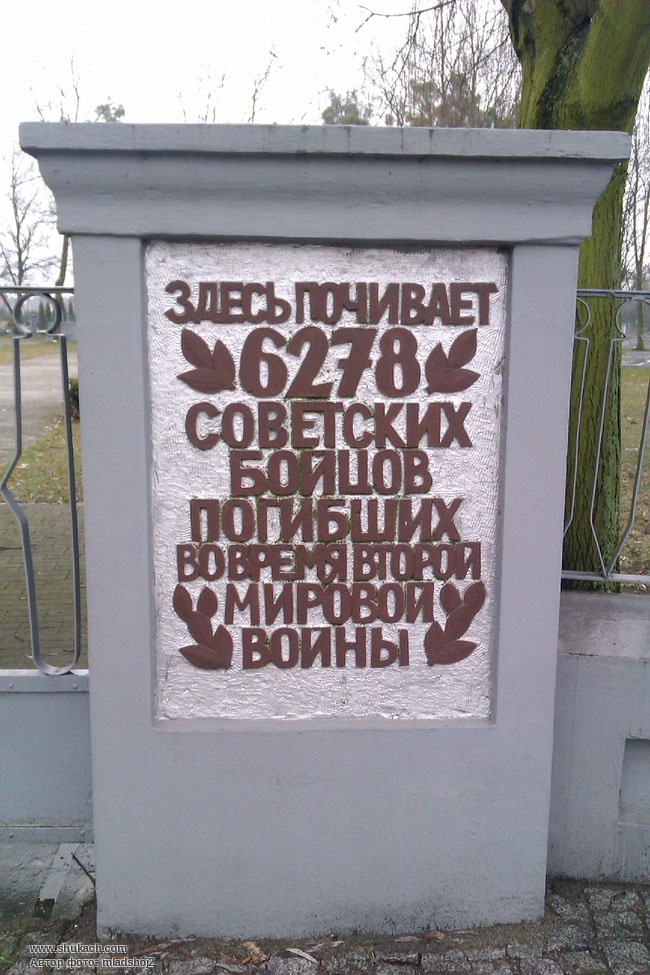 ЗДЕСЬ ПОЧИВАЕТ
6278
СОВЕТСКИХ
БОЙЦОВ
ПОГИБШИХ
ВО ВРЕМЯ ВТОРОЙ
МИРОВОЙ
ВОЙНЫ
www.shukach.com
Автор фото: mladshoj2